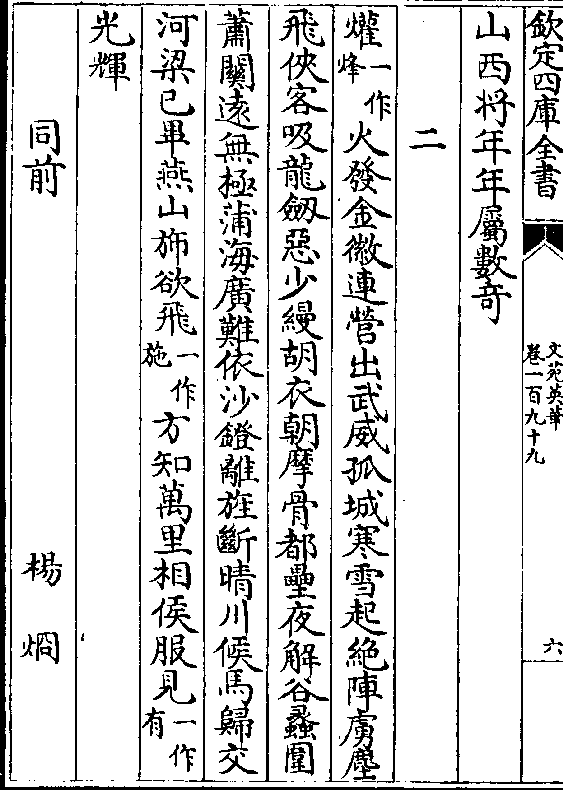 欽定四庫全書
文苑英華
卷一百九十九
六
山西将年年屬數竒
二
爟一作烽火發金徽連營出武威孤城寒雪起絶陣虜塵
飛俠客吸龍劒惡少縵胡衣朝摩骨都壘夜解谷蠡圍
蕭關逺無極蒲海廣難依沙鐙離旌斷晴川候馬歸交
河梁已畢燕山斾欲飛一作施方知萬里相侯服見一作有
光輝
同前 楊炯